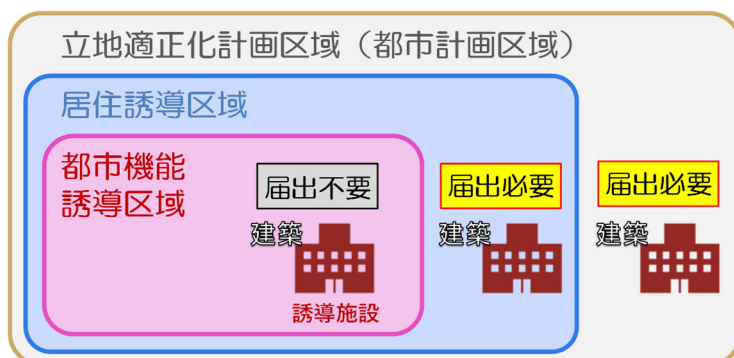 立地適正化計画区域（都市計画区域）
居住誘導区域
都市機能
誘導区域
届出不要
届出必要
届出必要
建築
建築
建築
誘導施設